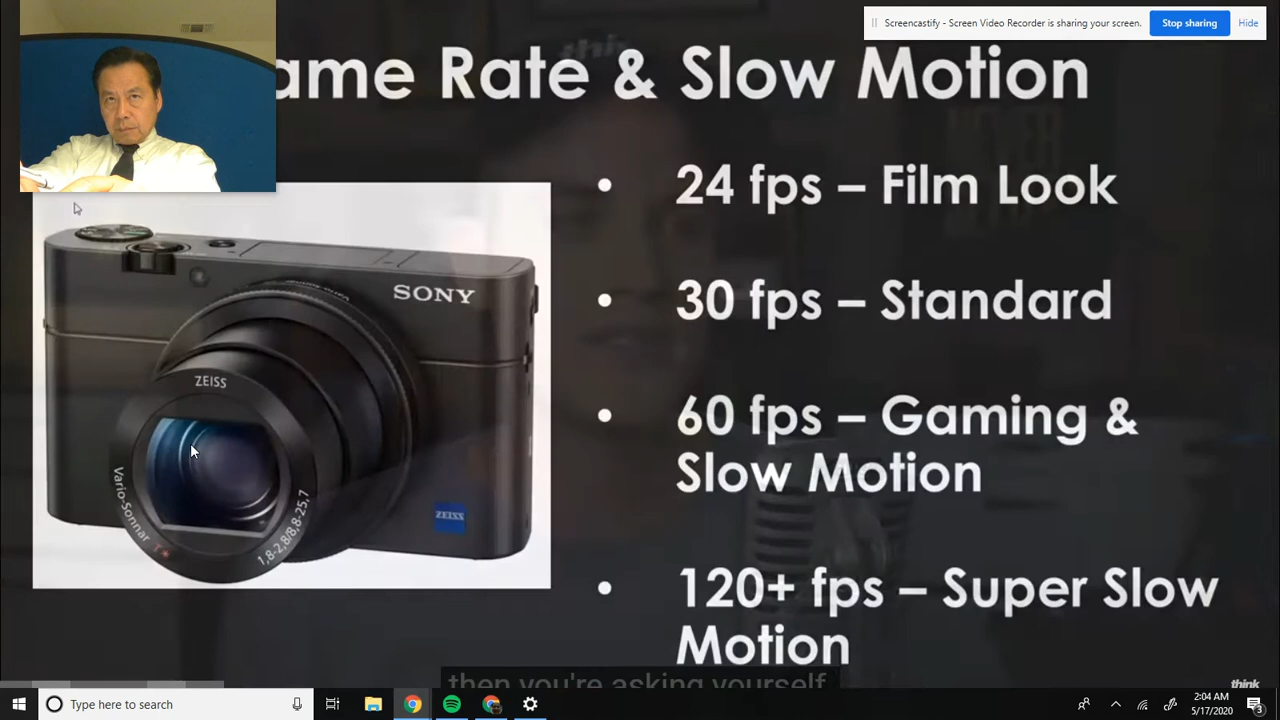 Screencastify - Screen Video Recorder is sharing your screen.
Stop sharing
Hide
ame Rate & Slow Motion
• 24 fps – Film Look
• 30 fps – Standard
• 60 fps – Gaming &
Slow Motion
• 120+ fps – Super Slow
Motion
SONY
ZEISS
Vario-Sonnar T*
1,8-2,8/8,8-25,7
ZEISS
then you're asking yourself
think
Type here to search
2:04 AM
5/17/2020
3